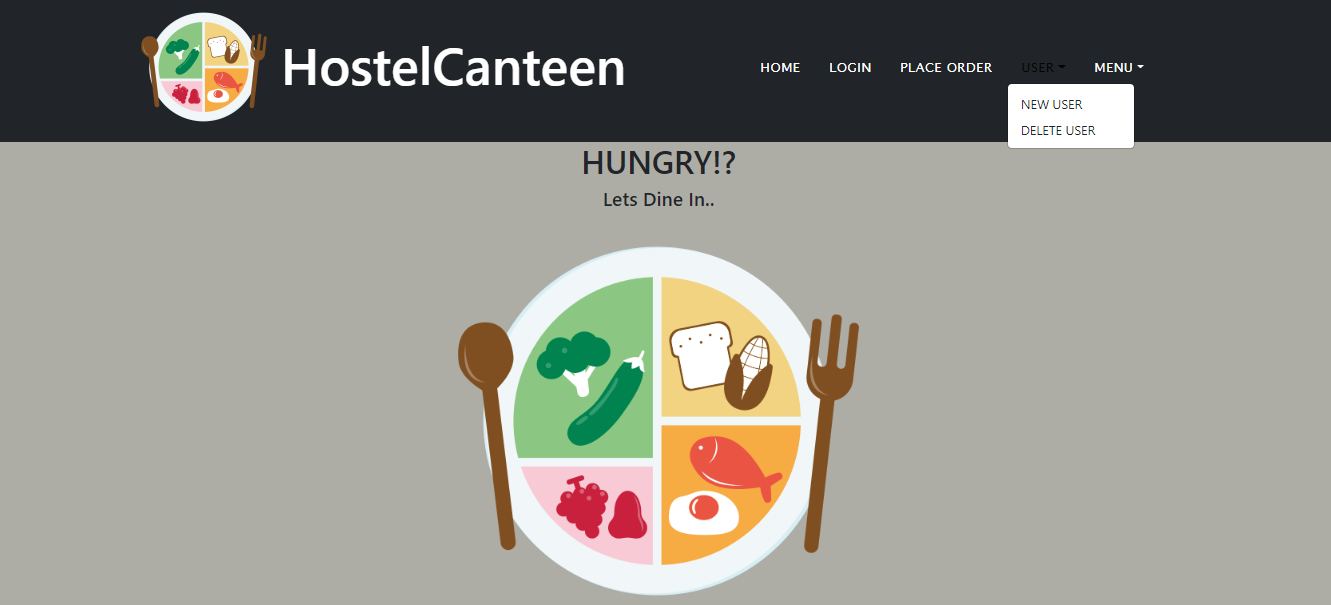 HostelCanteen
HOME LOGIN PLACE ORDER USER MENU
NEW USER
DELETE USER
HUNGRY!?
Lets Dine In..